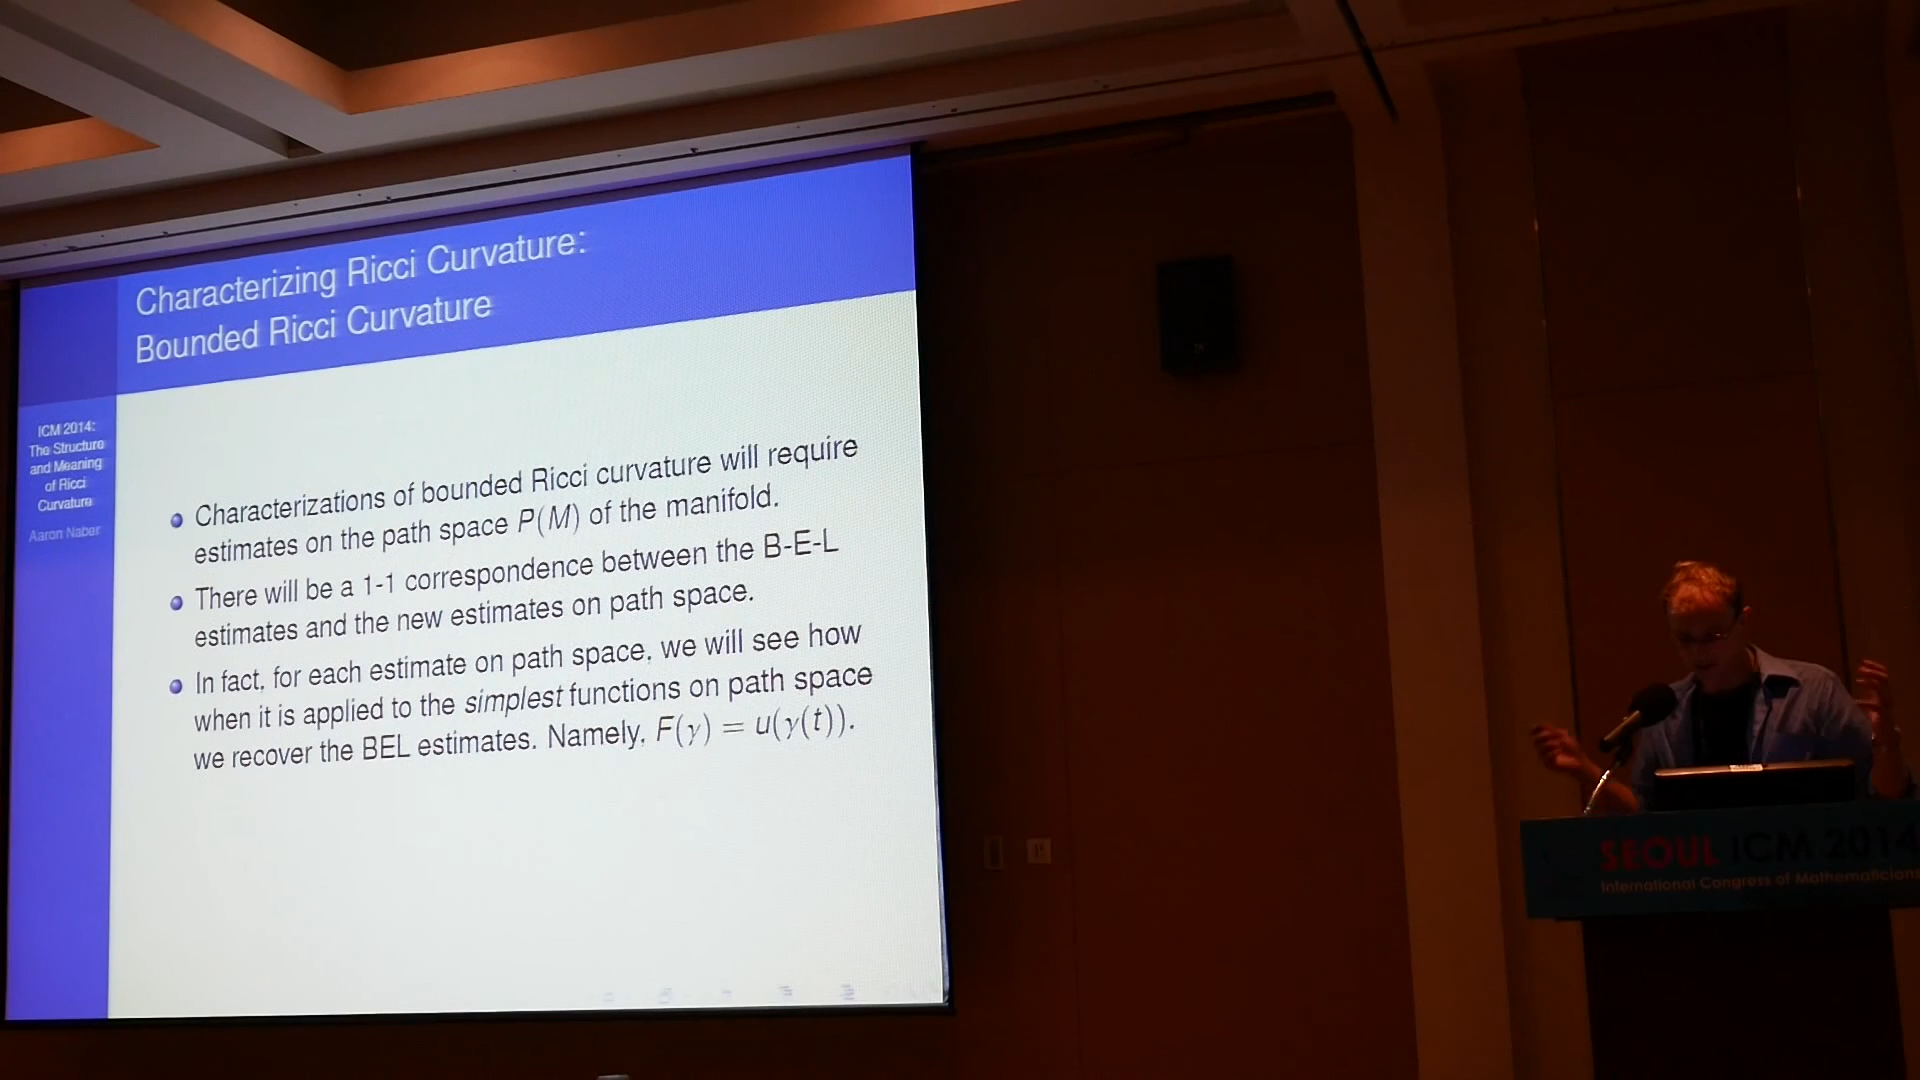 Characterizing Ricci Curvature:
Bounded Ricci Curvature
ICM 2014:
The Structure
and Meaning
of Ricci
Curvature
Aaron Naber
Characterizations of bounded Ricci curvature will require
estimates on the path space P(M) of the manifold.
There will be a 1-1 correspondence between the B-E-L
estimates and the new estimates on path space.
In fact, for each estimate on path space, we will see how
when it is applied to the simplest functions on path space
we recover the BEL estimates. Namely, F(γ) = u(γ(t)).
SEOUL ICM 2014
International Congress of Mathematicians